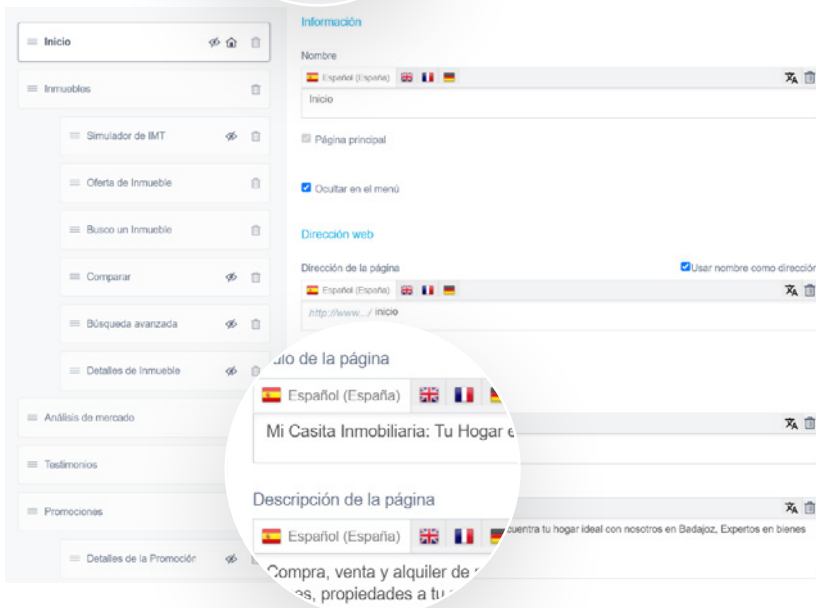 Inicio
Inmuebles
Simulador de IMT
Oferta de Inmueble
Busco un Inmueble
Comparar
Búsqueda avanzada
Detalles de Inmueble
Análisis de mercado
Testimonios
Promociones
Detalles de la Promoción
Información
Nombre
Español (España)
Inicio
Página principal
Ocultar en el menú
Dirección web
Dirección de la página
Usar nombre como dirección
Español (España)
http://www.../ inicio
de la página
Español (España)
Mi Casita Inmobiliaria: Tu Hogar
Descripción de la página
Español (España)
tu hogar ideal con nosotros en Badajoz, Expertos en bienes
Compra, venta y alquiler de
propiedades a tu